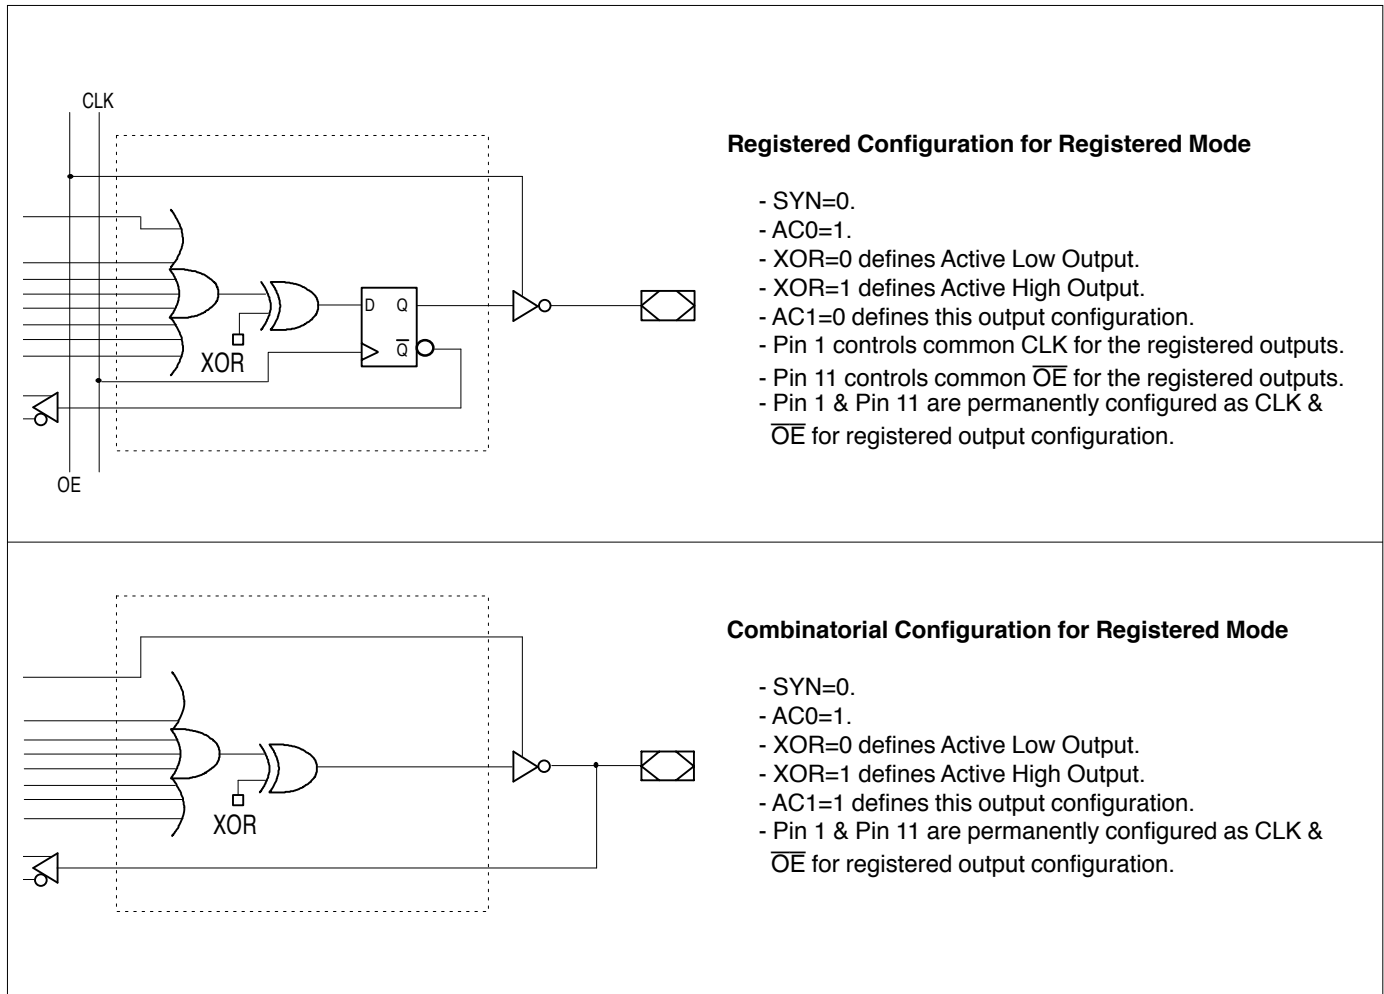 CLK
D Q
Q̅
XOR
OE
Registered Configuration for Registered Mode
- SYN=0.
- AC0=1.
- XOR=0 defines Active Low Output.
- XOR=1 defines Active High Output.
- AC1=0 defines this output configuration.
- Pin 1 controls common CLK for the registered outputs.
- Pin 11 controls common O̅E̅ for the registered outputs.
- Pin 1 & Pin 11 are permanently configured as CLK &
O̅E̅ for registered output configuration.
XOR
Combinatorial Configuration for Registered Mode
- SYN=0.
- AC0=1.
- XOR=0 defines Active Low Output.
- XOR=1 defines Active High Output.
- AC1=1 defines this output configuration.
- Pin 1 & Pin 11 are permanently configured as CLK &
O̅E̅ for registered output configuration.